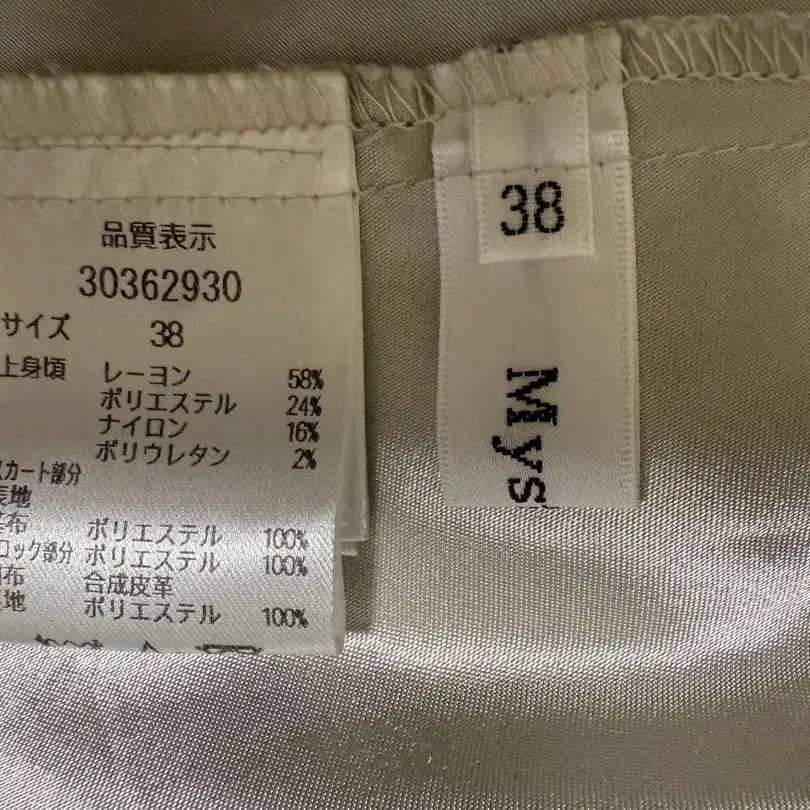 品質表示
30362930
サイズ 38
上身頃 レーヨン 58%
ポリエステル 24%
ナイロン 16%
ポリウレタン 2%
カート部分
表地
基布 ポリエステル 100%
ロック部分 ポリエステル 100%
布 合成皮革
地 ポリエステル 100%
38
Mys